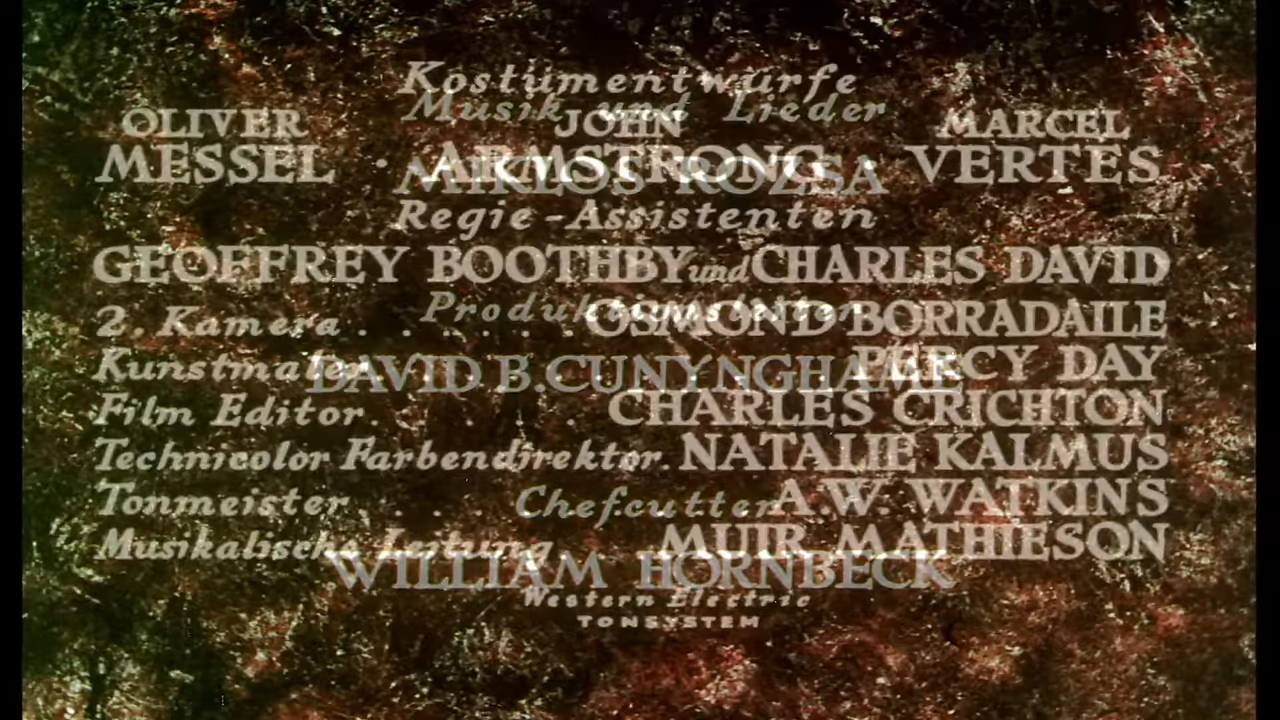 Kostümentwürfe
Musik und Lieder
OLIVER JOHN MARCEL
MESSEL · ARMSTRONG · VERTES
MIKLOS ROZSA
Regie-Assistenten
GEOFFREY BOOTHBY und CHARLES DAVID
Produktionsleiter
2. Kamera . . . . . . OSMOND BORRADAILE
Kunstmaler . . . . . PERCY DAY
DAVID B. CUNYNGHAME
Film Editor . . . . . CHARLES CRICHTON
Technicolor Farbendirektor . NATALIE KALMUS
Tonmeister . . . . . A.W. WATKINS
Chefcutter
Musikalische Leitung . . MUIR MATHIESON
WILLIAM HORNBECK
Western Electric
TONSYSTEM